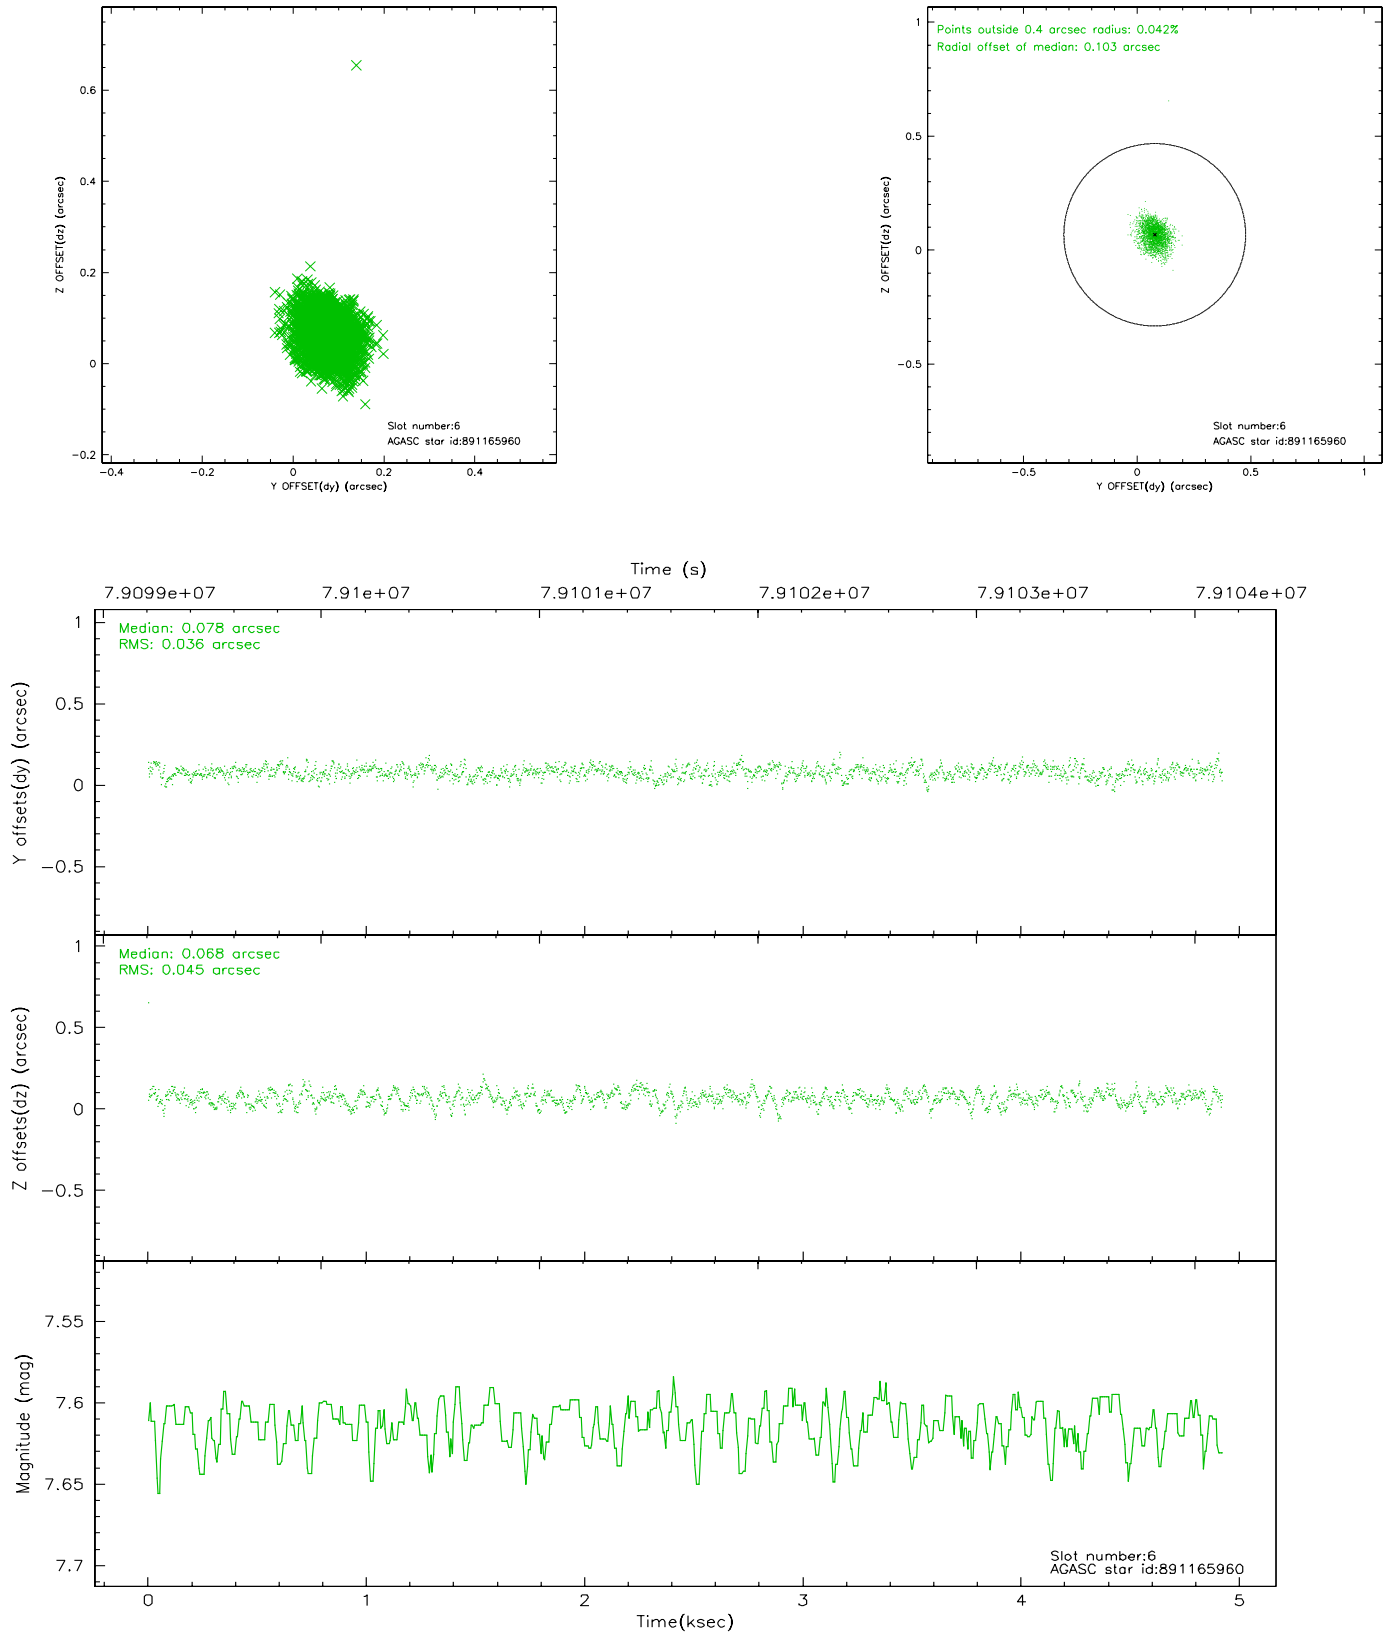 Z OFFSET(dz) (arcsec)
0.6
0.4
0.2
0
−0.2
−0.4
−0.2
0
0.2
0.4
Y OFFSET(dy) (arcsec)
Slot number:6
AGASC star id:891165960
Points outside 0.4 arcsec radius: 0.042%
Radial offset of median: 0.103 arcsec
Z OFFSET(dz) (arcsec)
1
0.5
0
−0.5
−0.5
0
0.5
1
Y OFFSET(dy) (arcsec)
Slot number:6
AGASC star id:891165960
Time (s)
7.9099e+07 7.91e+07 7.9101e+07 7.9102e+07 7.9103e+07 7.9104e+07
Median: 0.078 arcsec
RMS: 0.036 arcsec
Y offsets(dy) (arcsec)
1
0.5
0
−0.5
Median: 0.068 arcsec
RMS: 0.045 arcsec
Z offsets(dz) (arcsec)
1
0.5
0
−0.5
Magnitude (mag)
7.55
7.6
7.65
7.7
Slot number:6
AGASC star id:891165960
0 1 2 3 4 5
Time(ksec)